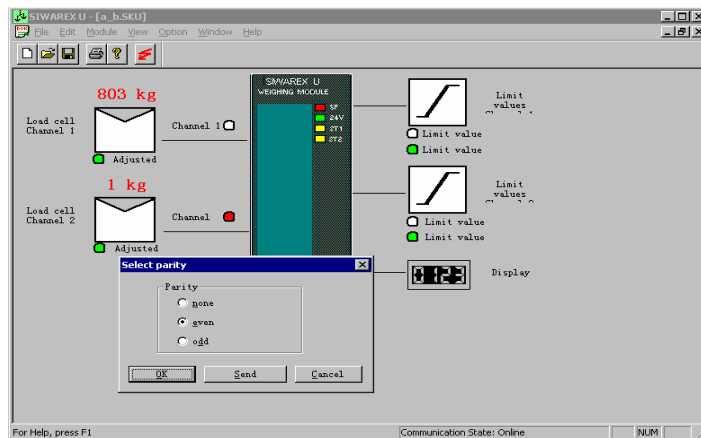 SIWAREX U - [a_b.SKU]
File Edit Module View Option Window Help
803 kg
Load cell
Channel 1
Adjusted
Channel 1
SIWAREX U
WEIGHING MODULE
SF
24V
ST1
ST2
Limit
values
Limit value
Limit value
1 kg
Load cell
Channel 2
Adjusted
Channel
Limit
values
Limit value
Limit value
Display
Select parity
Parity
none
even
odd
OK Send Cancel
For Help, press F1
Communication State: Online
NUM